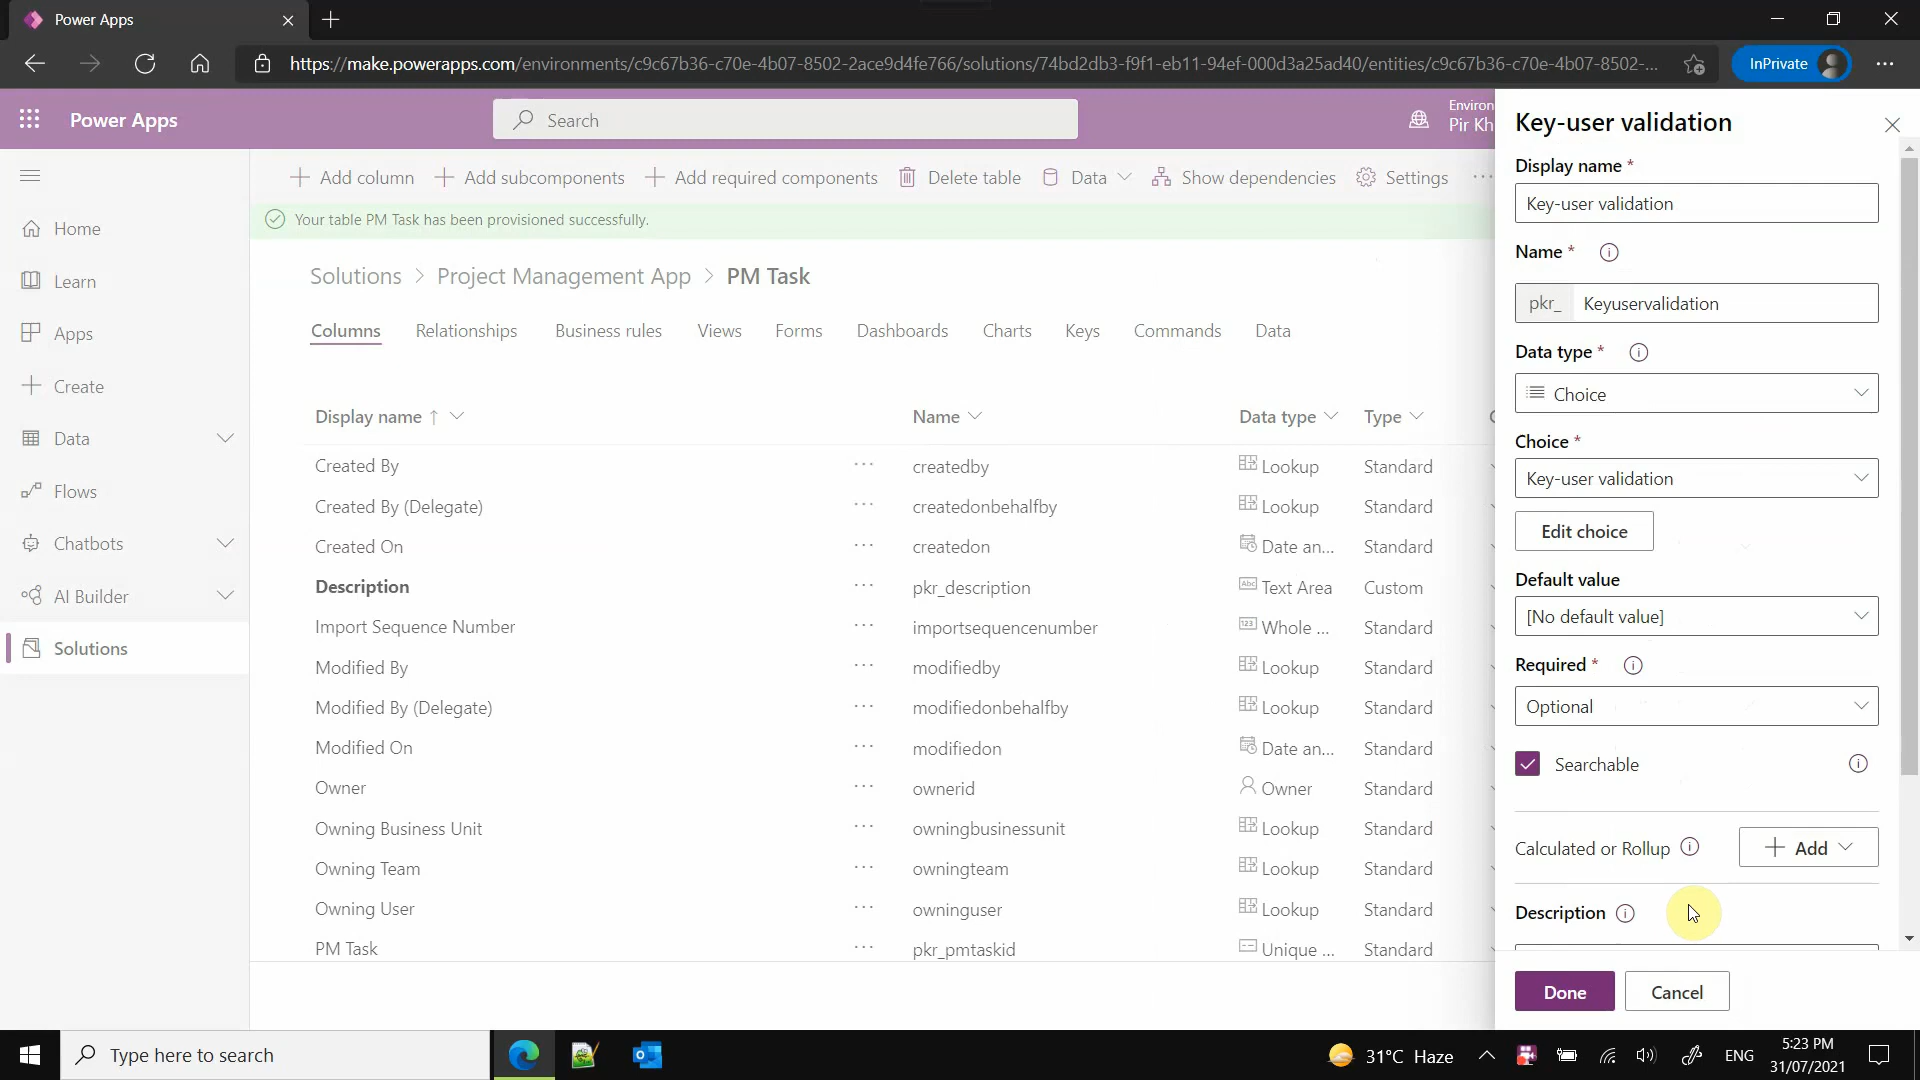 Power Apps
https://make.powerapps.com/environments/c9c67b36-c70e-4b07-8502-2ace9d4fe766/solutions/74bd2db3-f9f1-eb11-94ef-000d3a25ad40/entities/c9c67b36-c70e-4b07-8502-...
InPrivate
Power Apps
Search
Environ
Pir Kh
Add column
Add subcomponents
Add required components
Delete table
Data
Show dependencies
Settings
Your table PM Task has been provisioned successfully.
Home
Learn
Apps
Create
Data
Flows
Chatbots
AI Builder
Solutions
Solutions > Project Management App > PM Task
Columns Relationships Business rules Views Forms Dashboards Charts Keys Commands Data
Display name ↑ Name Data type Type
Created By ··· createdby Lookup Standard
Created By (Delegate) ··· createdonbehalfby Lookup Standard
Created On ··· createdon Date an... Standard
Description ··· pkr_description Text Area Custom
Import Sequence Number ··· importsequencenumber Whole ... Standard
Modified By ··· modifiedby Lookup Standard
Modified By (Delegate) ··· modifiedonbehalfby Lookup Standard
Modified On ··· modifiedon Date an... Standard
Owner ··· ownerid Owner Standard
Owning Business Unit ··· owningbusinessunit Lookup Standard
Owning Team ··· owningteam Lookup Standard
Owning User ··· owninguser Lookup Standard
PM Task ··· pkr_pmtaskid Unique ... Standard
Key-user validation
Display name *
Key-user validation
Name *
pkr_ Keyuservalidation
Data type *
Choice
Choice *
Key-user validation
Edit choice
Default value
[No default value]
Required *
Optional
Searchable
Calculated or Rollup
Add
Description
Done
Cancel
Type here to search
31°C Haze
ENG
5:23 PM
31/07/2021